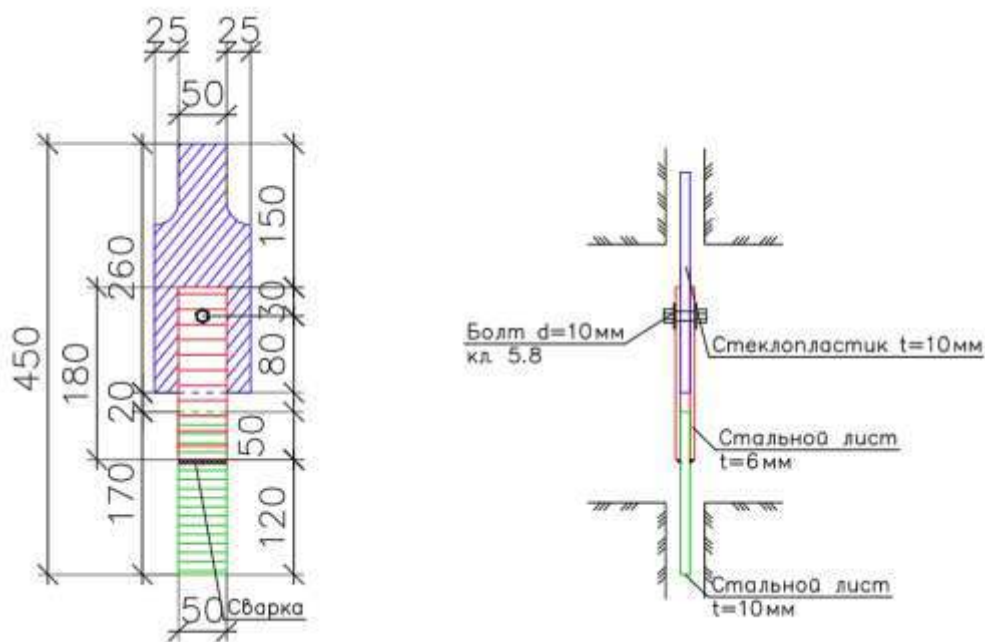 25
25
50
450
260
150
180
30
80
20
50
170
120
50
Сварка
Болт d=10мм
кл. 5.8
Стеклопластик t=10мм
Стальной лист
t=6мм
Стальной лист
t=10мм